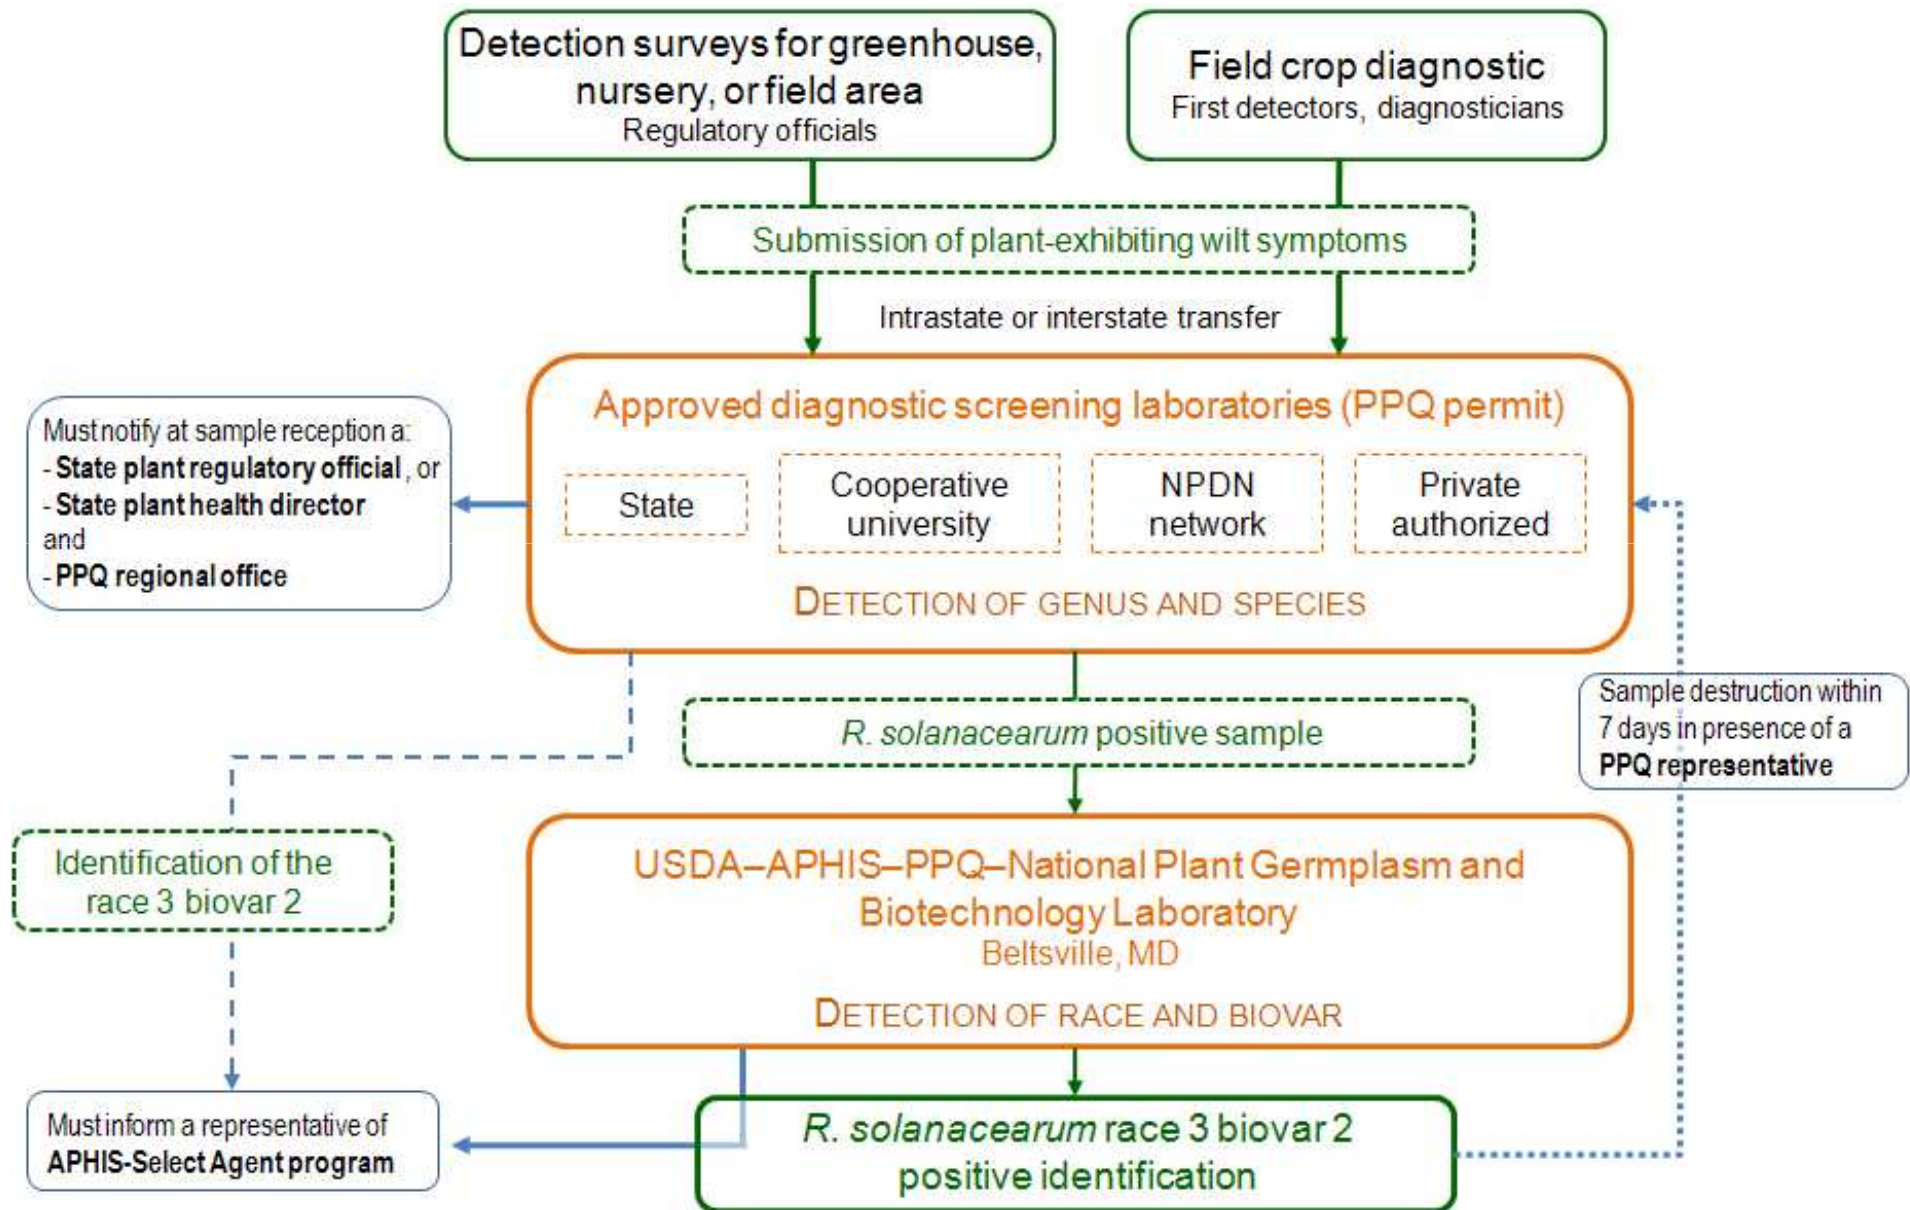 Detection surveys for greenhouse,
nursery, or field area
Regulatory officials
Field crop diagnostic
First detectors, diagnosticians
Submission of plant-exhibiting wilt symptoms
Intrastate or interstate transfer
Approved diagnostic screening laboratories (PPQ permit)
State
Cooperative
university
NPDN
network
Private
authorized
DETECTION OF GENUS AND SPECIES
Must notify at sample reception a:
- State plant regulatory official, or
- State plant health director
and
- PPQ regional office
R. solanacearum positive sample
Sample destruction within
7 days in presence of a
PPQ representative
Identification of the
race 3 biovar 2
USDA–APHIS–PPQ–National Plant Germplasm and
Biotechnology Laboratory
Beltsville, MD
DETECTION OF RACE AND BIOVAR
Must inform a representative of
APHIS-Select Agent program
R. solanacearum race 3 biovar 2
positive identification